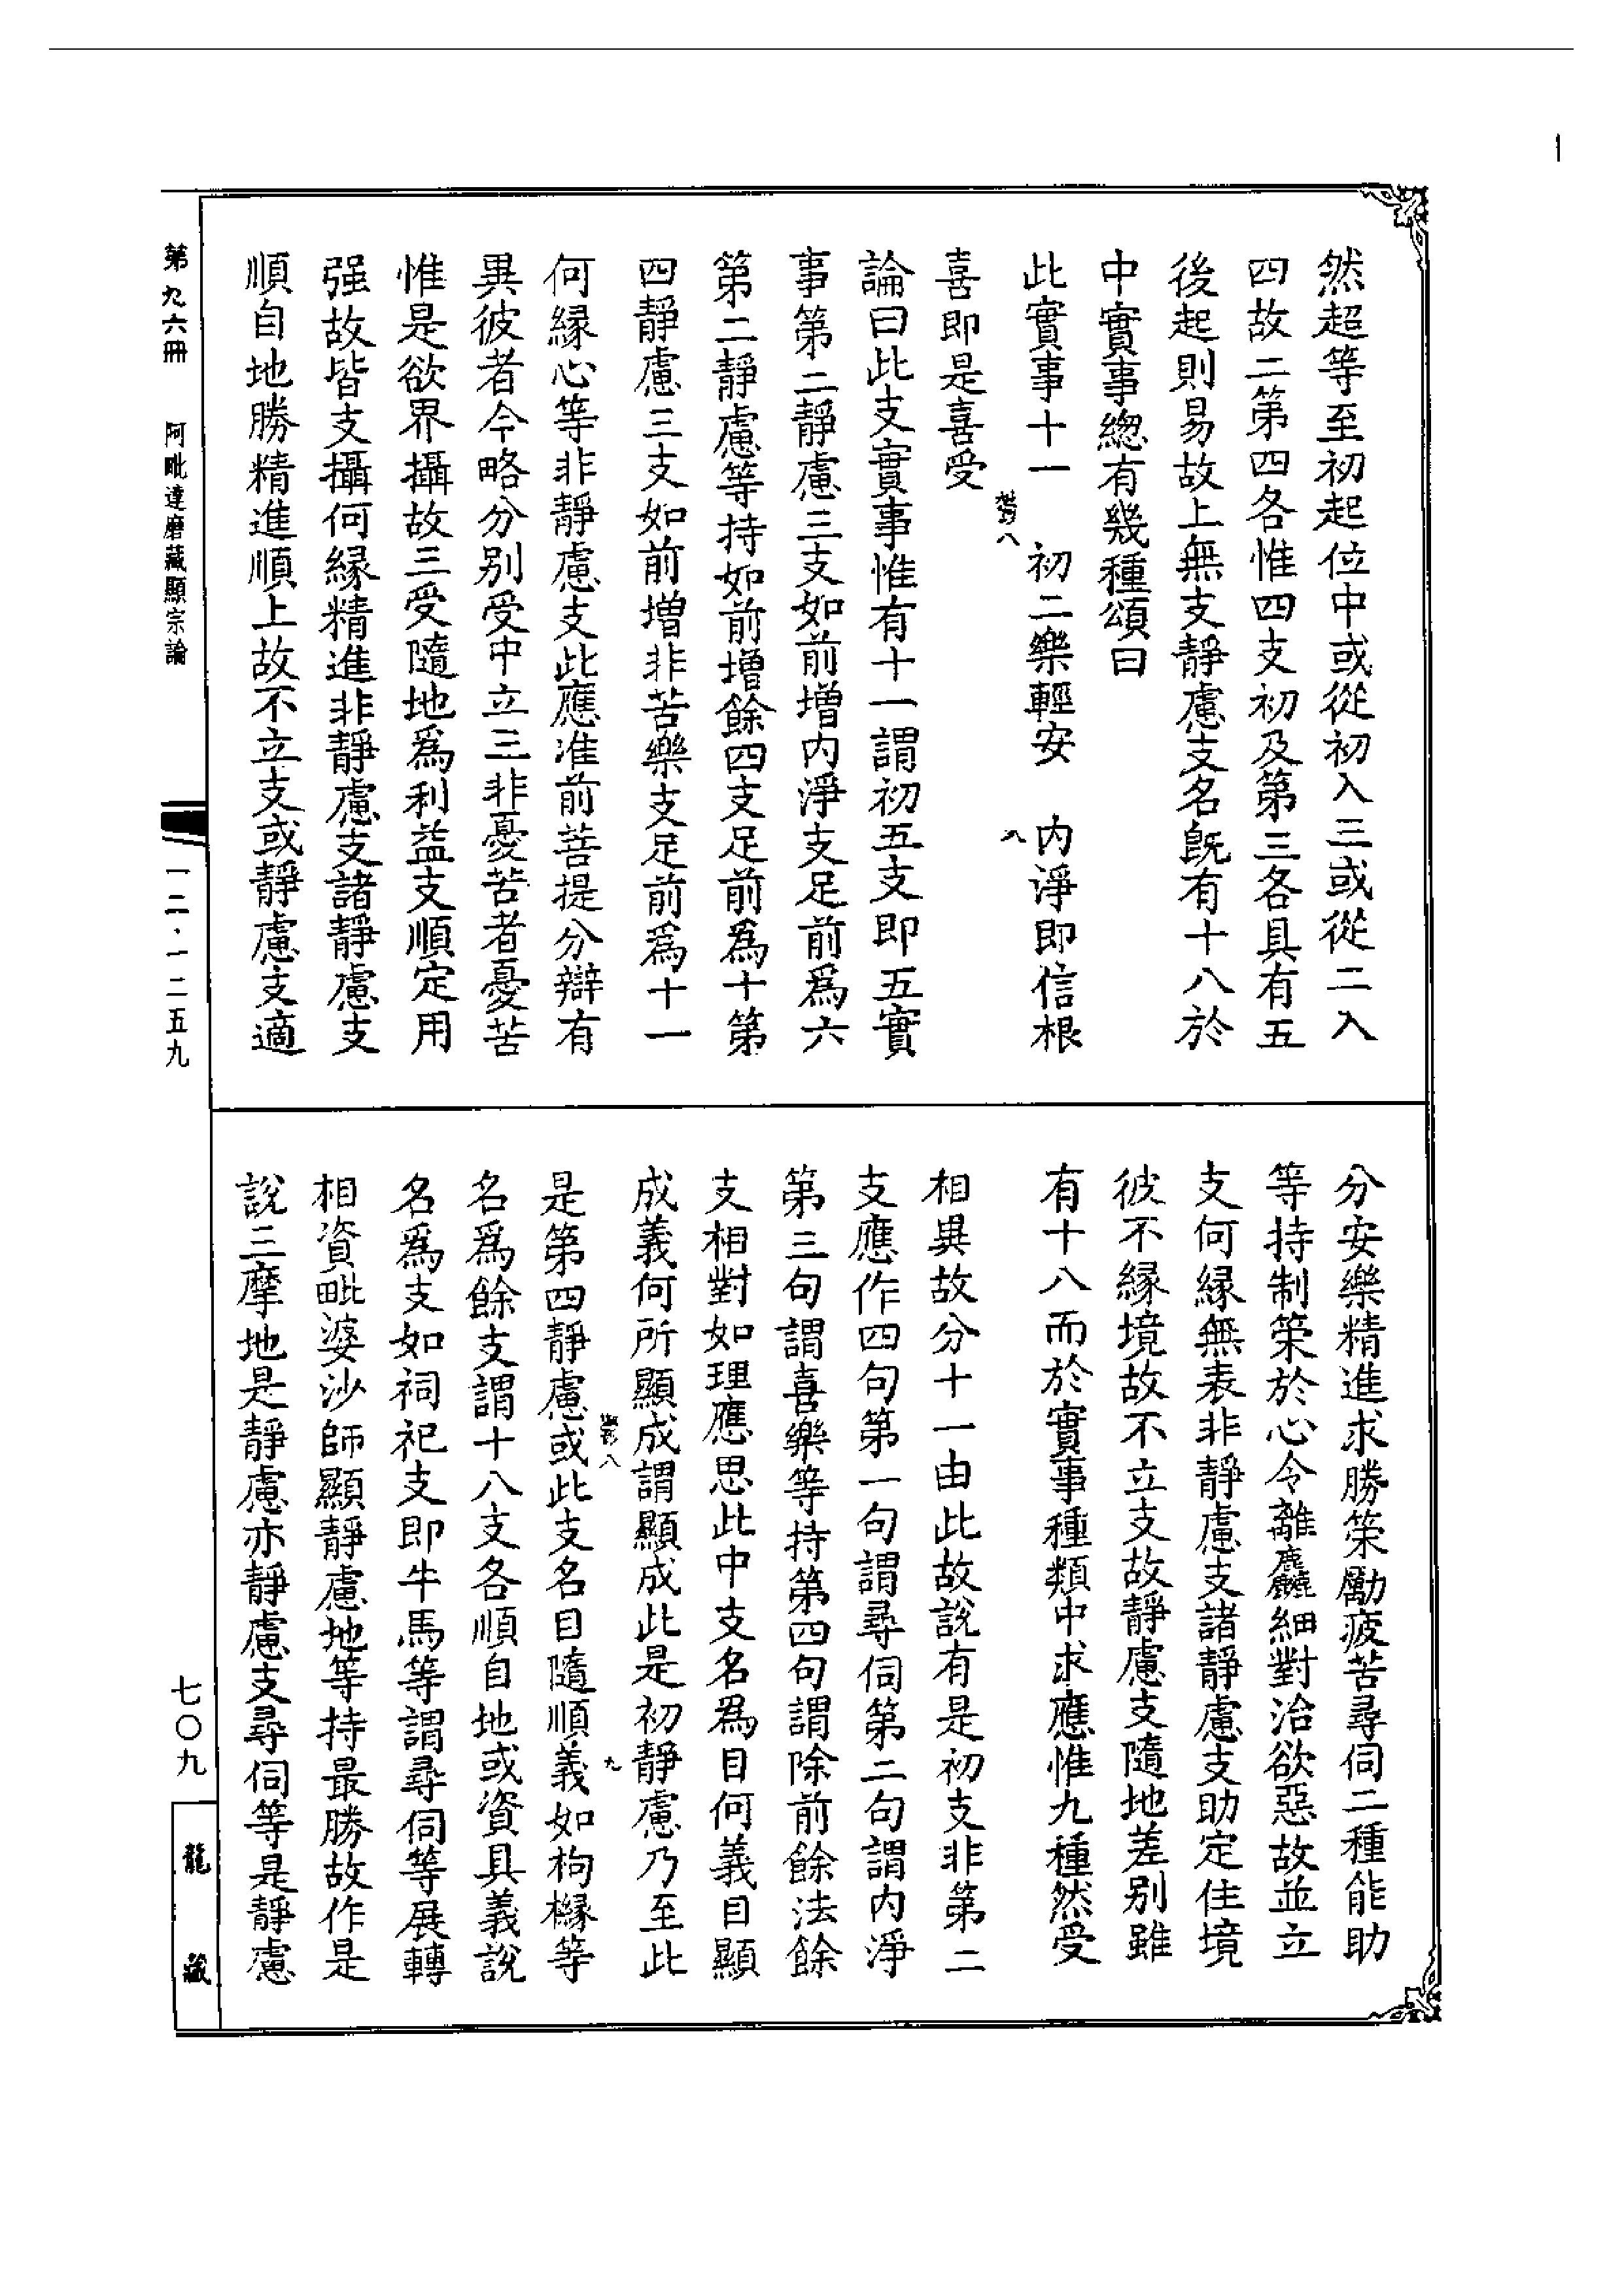 然超等至初起位中或從初入三或從二入
四故二第四各惟四支初及第三各具有五
後起則易故上無支靜慮支名旣有十八於
中實事總有幾種頌曰
此實事十一　初二樂輕安　內淨即信根
喜即是喜受
論曰此支實事惟有十一謂初五支即五實
事第二靜慮三支如前增內淨支足前爲六
第三靜慮等持如前增餘四支足前爲十第
四靜慮三支如前增非苦樂支足前爲十一
何緣心等非靜慮支此應准前菩提分辯有
異彼者今略分別受中立三非憂苦者憂苦
惟是欲界攝故三受隨地爲利益支順定用
强故皆支攝何緣精進非靜慮支諸靜慮支
順自地勝精進順上故不立支或靜慮支適
分安樂精進求勝策勵疲苦尋伺二種能助
等持制策於心令離麤細對治欲惡故並立
支何緣無表非靜慮支諸靜慮支助定住境
彼不緣境故不立支故靜慮支隨地差別雖
有十八而於實事種類中求應惟九種然受
相異故分十一由此故說有是初支非第二
支應作四句第一句謂尋伺第二句謂內淨
第三句謂喜樂等持第四句謂除前餘法餘
支相對如理應思此中支名爲目何義目顯
成義何所顯成謂顯成此是初靜慮乃至此
是第四靜慮或此支名目隨順義如枸櫞等
名爲餘支謂十八支各順自地或資具義說
名爲支如祠祀支即牛馬等謂尋伺等展轉
相資毗婆沙師顯靜慮地等持最勝故作是
說三摩地是靜慮亦靜慮支尋伺等是靜慮
第九六冊　阿毗達磨藏顯宗論
一二·一二五九
七〇九
龍藏